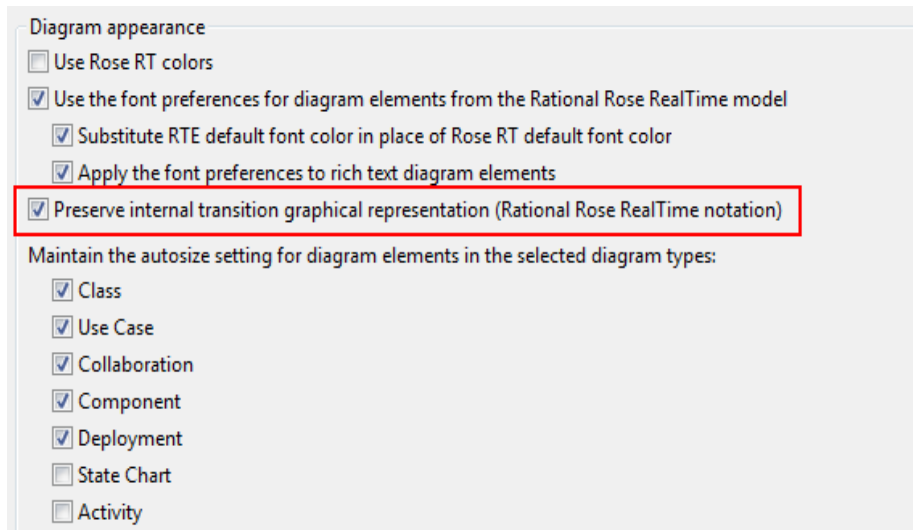 Diagram appearance
Use Rose RT colors
Use the font preferences for diagram elements from the Rational Rose RealTime model
Substitute RTE default font color in place of Rose RT default font color
Apply the font preferences to rich text diagram elements
Preserve internal transition graphical representation (Rational Rose RealTime notation)
Maintain the autosize setting for diagram elements in the selected diagram types:
Class
Use Case
Collaboration
Component
Deployment
State Chart
Activity